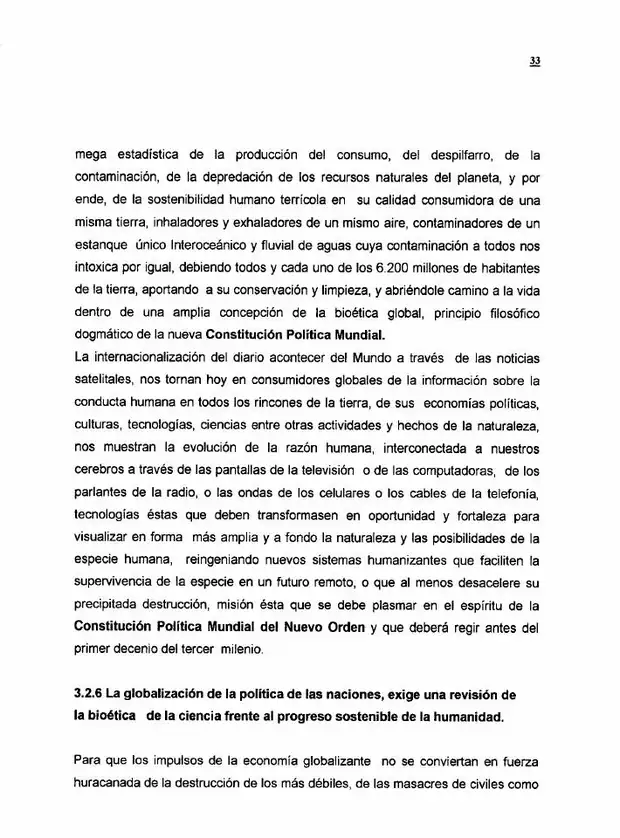 33
mega estadística de la producción del consumo, del despilfarro, de la
contaminación, de la depredación de los recursos naturales del planeta, y por
ende, de la sostenibilidad humano terrícola en su calidad consumidora de una
misma tierra, inhaladores y exhaladores de un mismo aire, contaminadores de un
estanque único Interoceánico y fluvial de aguas cuya contaminación a todos nos
intoxica por igual, debiendo todos y cada uno de los 6.200 millones de habitantes
de la tierra, aportando a su conservación y limpieza, y abriéndole camino a la vida
dentro de una amplia concepción de la bioética global, principio filosófico
dogmático de la nueva Constitución Política Mundial.
La internacionalización del diario acontecer del Mundo a través de las noticias
satelitales, nos tornan hoy en consumidores globales de la información sobre la
conducta humana en todos los rincones de la tierra, de sus economías políticas,
culturas, tecnologías, ciencias entre otras actividades y hechos de la naturaleza,
nos muestran la evolución de la razón humana, interconectada a nuestros
cerebros a través de las pantallas de la televisión o de las computadoras, de los
parlantes de la radio, o las ondas de los celulares o los cables de la telefonía,
tecnologías éstas que deben transformasen en oportunidad y fortaleza para
visualizar en forma más amplia y a fondo la naturaleza y las posibilidades de la
especie humana, reingeniando nuevos sistemas humanizantes que faciliten la
supervivencia de la especie en un futuro remoto, o que al menos desacelere su
precipitada destrucción, misión ésta que se debe plasmar en el espíritu de la
Constitución Política Mundial del Nuevo Orden y que deberá regir antes del
primer decenio del tercer milenio.
3.2.6 La globalización de la política de las naciones, exige una revisión de
la bioética de la ciencia frente al progreso sostenible de la humanidad.
Para que los impulsos de la economía globalizante no se conviertan en fuerza
huracanada de la destrucción de los más débiles, de las masacres de civiles como